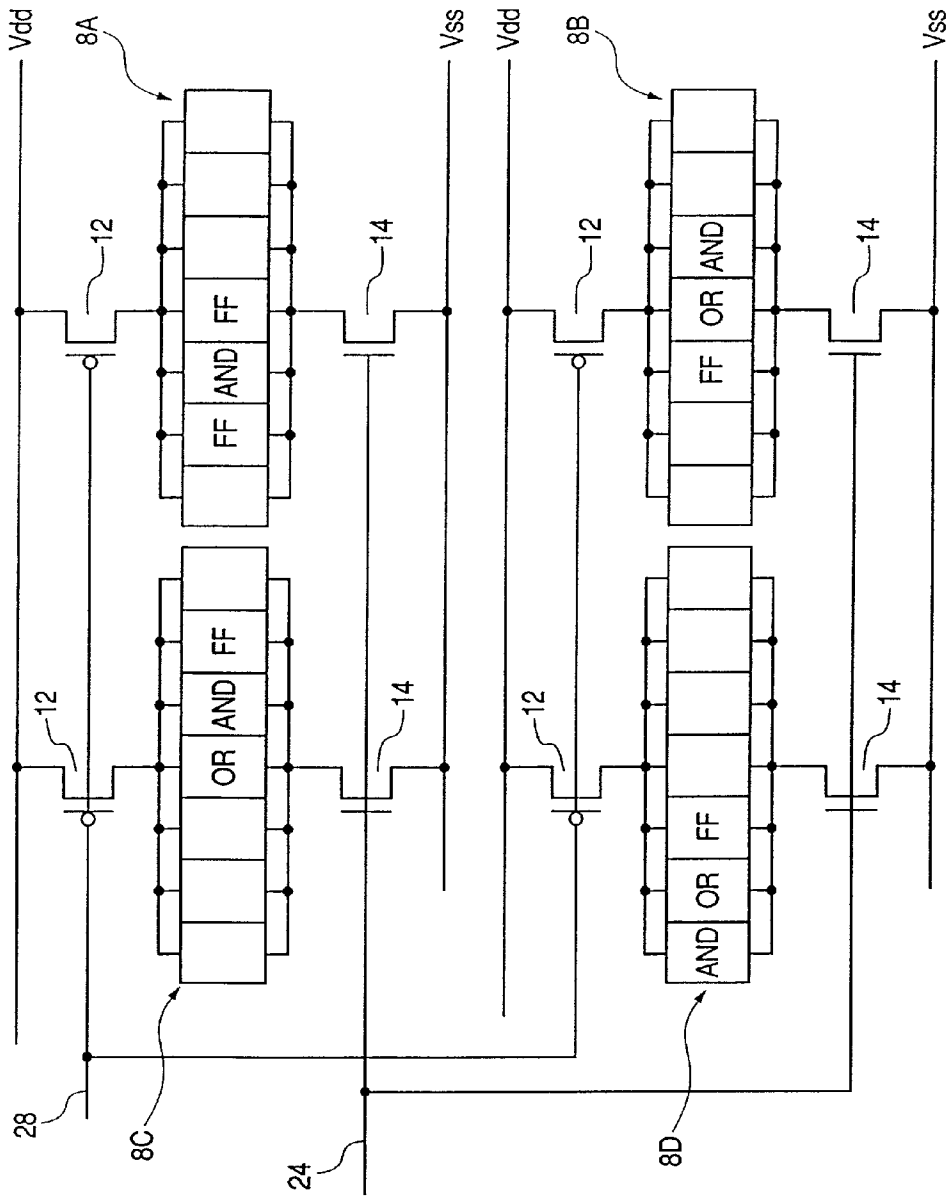 Vdd
12
12
8A
28
OR AND FF
FF AND FF
8C
14
14
24
Vss
Vdd
12
12
8B
AND OR FF
FF OR AND
8D
14
14
Vss